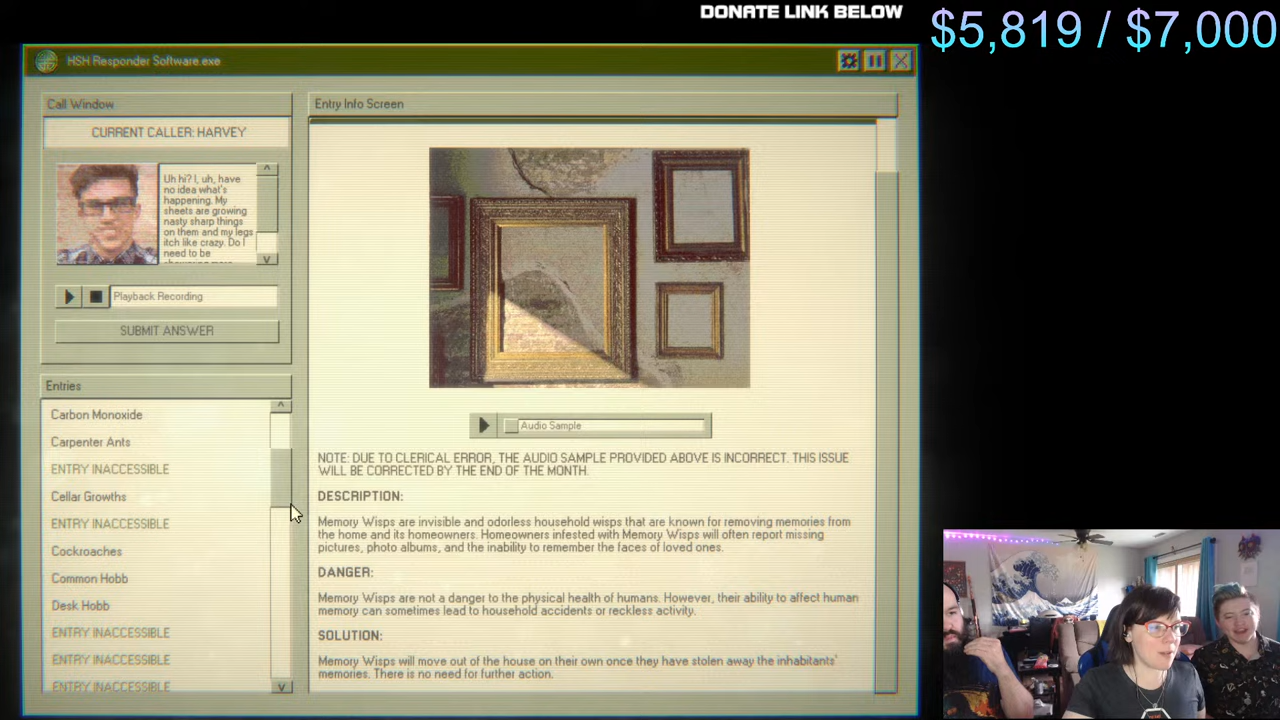 DONATE LINK BELOW
$5,819 / $7,000
HSH Responder Software.exe
Call Window
CURRENT CALLER: HARVEY
Uh hi? I, uh, have
no idea what's
happening. My
sheets are growing
nasty sharp things
on them and my legs
itch like crazy. Do I
need to be
Playback Recording
SUBMIT ANSWER
Entries
Carbon Monoxide
Carpenter Ants
ENTRY INACCESSIBLE
Cellar Growths
ENTRY INACCESSIBLE
Cockroaches
Common Hobb
Desk Hobb
ENTRY INACCESSIBLE
ENTRY INACCESSIBLE
ENTRY INACCESSIBLE
Entry Info Screen
Audio Sample
NOTE: DUE TO CLERICAL ERROR, THE AUDIO SAMPLE PROVIDED ABOVE IS INCORRECT. THIS ISSUE
WILL BE CORRECTED BY THE END OF THE MONTH.
DESCRIPTION:
Memory Wisps are invisible and odorless household wisps that are known for removing memories from
the home and its homeowners. Homeowners infested with Memory Wisps will often report missing
pictures, photo albums, and the inability to remember the faces of loved ones.
DANGER:
Memory Wisps are not a danger to the physical health of humans. However, their ability to affect human
memory can sometimes lead to household accidents or reckless activity.
SOLUTION:
Memory Wisps will move out of the house on their own once they have stolen away the inhabitants'
memories. There is no need for further action.